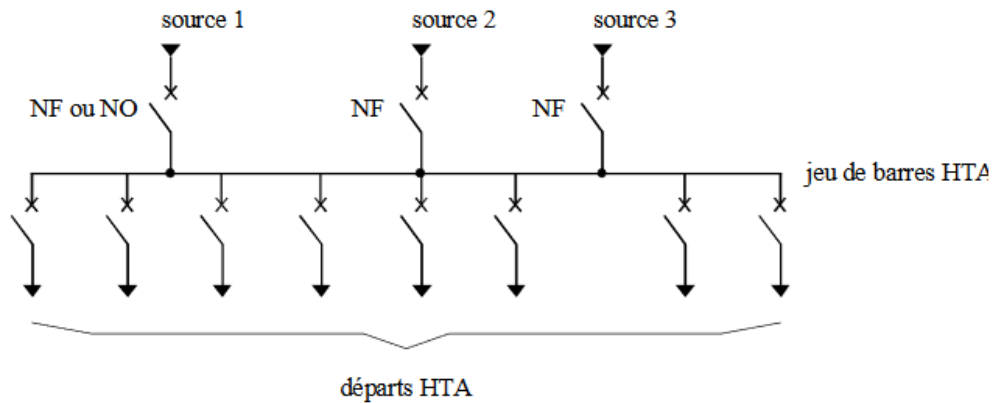 source 1
source 2
source 3
NF ou NO
NF
NF
jeu de barres HTA
départs HTA